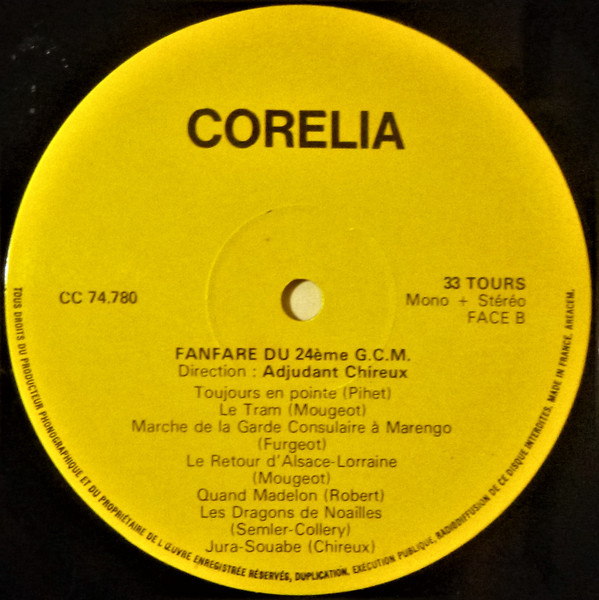 CORELIA
CC 74.780
33 TOURS
Mono + Stéréo
FACE B
FANFARE DU 24ème G.C.M.
Direction : Adjudant Chireux
Toujours en pointe (Pihet)
Le Tram (Mougeot)
Marche de la Garde Consulaire à Marengo
(Furgeot)
Le Retour d'Alsace-Lorraine
(Mougeot)
Quand Madelon (Robert)
Les Dragons de Noailles
(Semler-Collery)
Jura-Souabe (Chireux)
TOUS DROITS DU PRODUCTEUR PHONOGRAPHIQUE ET DU PROPRIÉTAIRE DE L'ŒUVRE ENREGISTRÉE RÉSERVÉS, DUPLICATION, EXÉCUTION PUBLIQUE, RADIODIFFUSION DE CE DISQUE INTERDITES. MADE IN FRANCE. AREACEM.